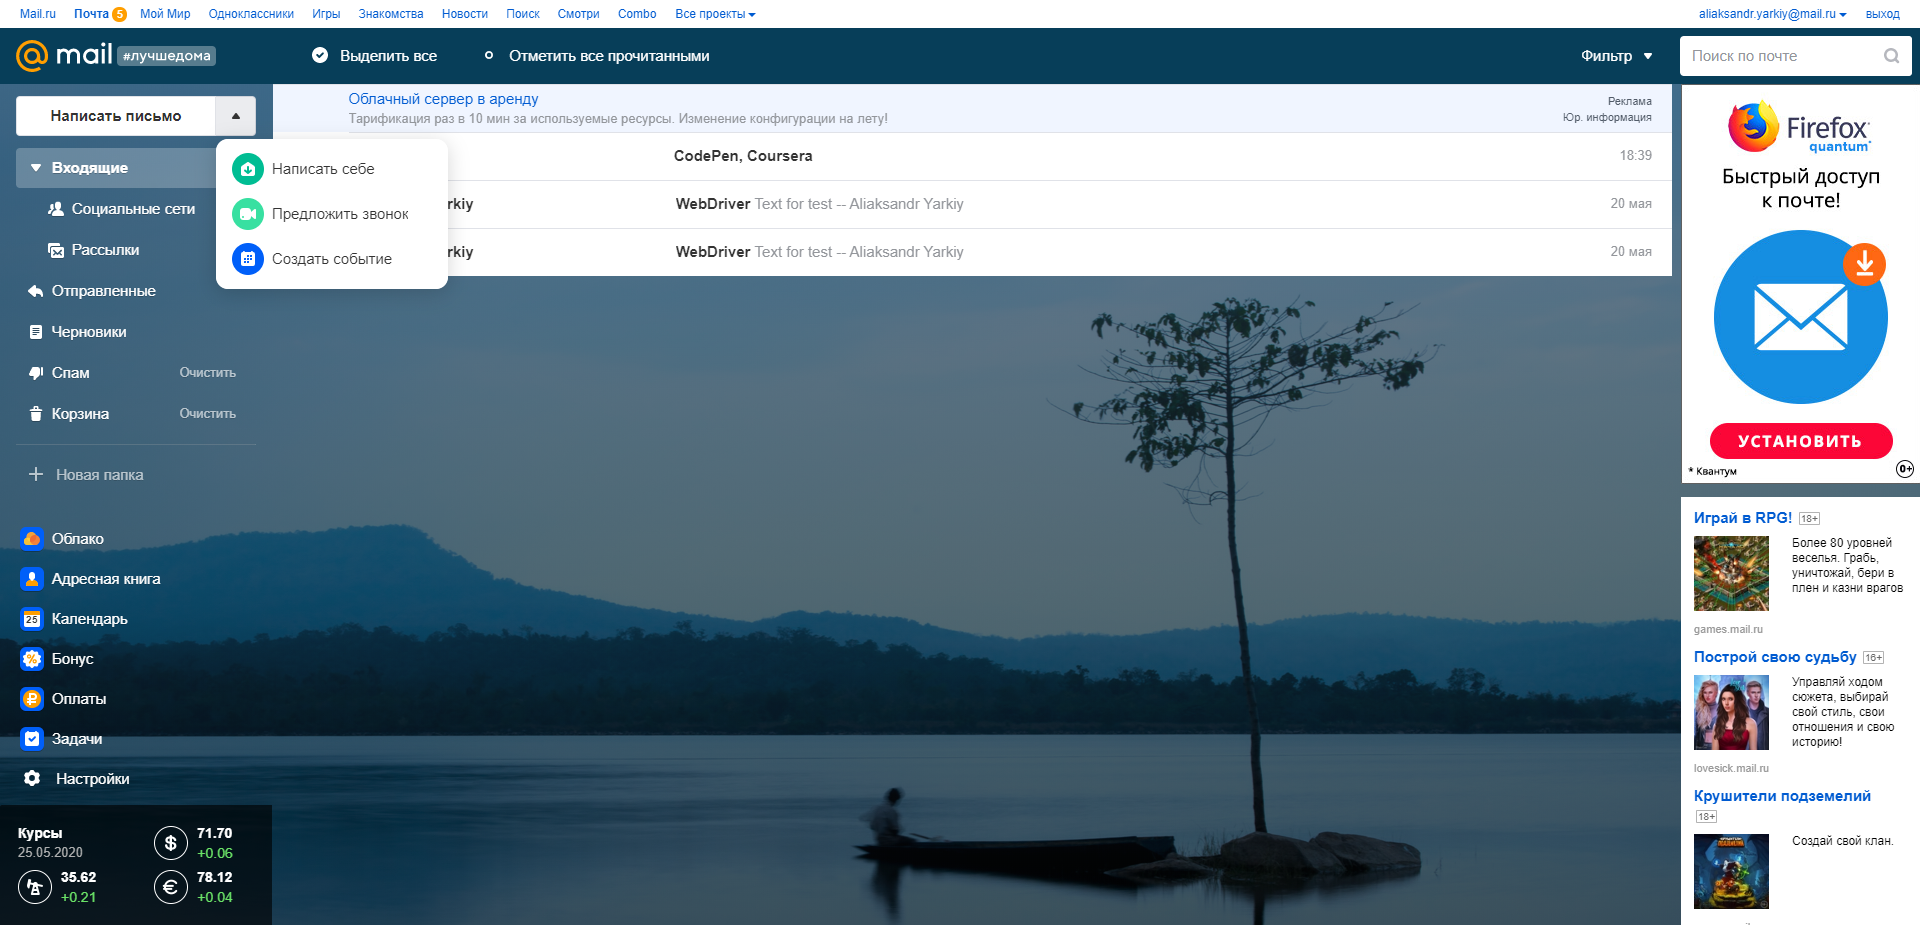 Mail.ru Почта 5 Мой Мир Одноклассники Игры Знакомства Новости Поиск Смотри Combo Все проекты aliaksandr.yarkiy@mail.ru выход
@mail #лучшедома Выделить все Отметить все прочитанными Фильтр Поиск по почте
Написать письмо
Входящие
Социальные сети
Рассылки
Отправленные
Черновики
Спам Очистить
Корзина Очистить
Новая папка
Облако
Адресная книга
25 Календарь
Бонус
Оплаты
Задачи
Настройки
Курсы
25.05.2020
$ 71.70
+0.06
35.62
+0.21
€ 78.12
+0.04
Написать себе
Предложить звонок
Создать событие
Облачный сервер в аренду
Тарификация раз в 10 мин за используемые ресурсы. Изменение конфигурации на лету!
Реклама
Юр. информация
CodePen, Coursera 18:39
rkiy WebDriver Text for test -- Aliaksandr Yarkiy 20 мая
rkiy WebDriver Text for test -- Aliaksandr Yarkiy 20 мая
Firefox
quantum*
Быстрый доступ
к почте!
УСТАНОВИТЬ
* Квантум 0+
Играй в RPG! 18+
Более 80 уровней
веселья. Грабь,
уничтожай, бери в
плен и казни врагов
games.mail.ru
Построй свою судьбу 16+
Управляй ходом
сюжета, выбирай
свой стиль, свои
отношения и свою
историю!
lovesick.mail.ru
Крушители подземелий
18+
Создай свой клан.